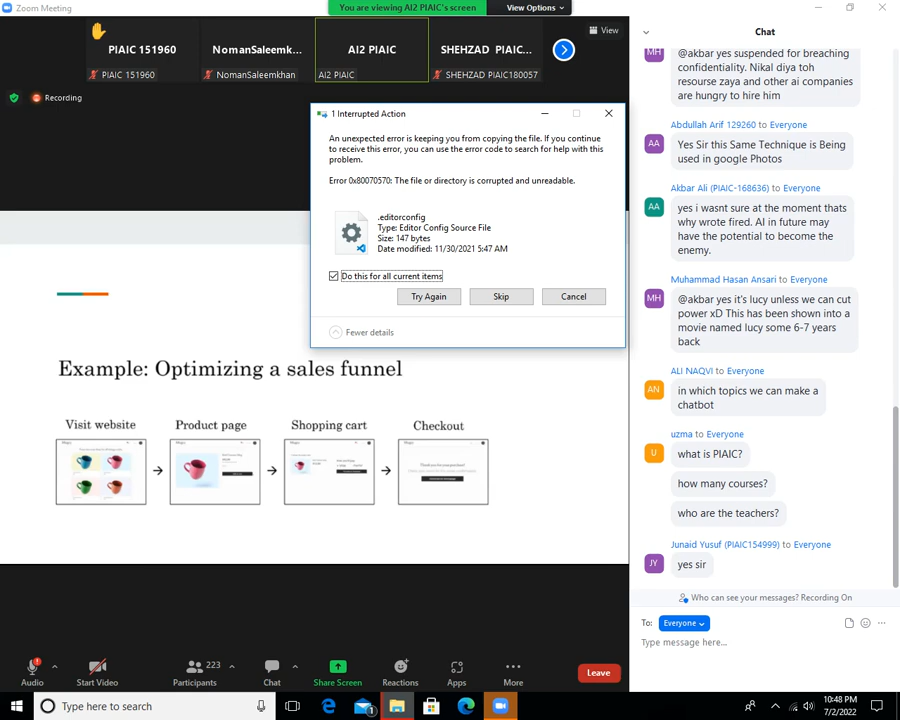 Zoom Meeting
You are viewing AI2 PIAIC's screen
View Options
PIAIC 151960
PIAIC 151960
NomanSaleemk...
NomanSaleemkhan
AI2 PIAIC
AI2 PIAIC
SHEHZAD PIAIC...
SHEHZAD PIAIC180057
View
Recording
1 Interrupted Action
An unexpected error is keeping you from copying the file. If you continue
to receive this error, you can use the error code to search for help with this
problem.
Error 0x80070570: The file or directory is corrupted and unreadable.
.editorconfig
Type: Editor Config Source File
Size: 147 bytes
Date modified: 11/30/2021 5:47 AM
Do this for all current items
Try Again
Skip
Cancel
Fewer details
Example: Optimizing a sales funnel
Visit website
Product page
Shopping cart
Checkout
Chat
MH
@akbar yes suspended for breaching
confidentiality. Nikal diya toh
resourse zaya and other ai companies
are hungry to hire him
Abdullah Arif 129260 to Everyone
AA
Yes Sir this Same Technique is Being
used in google Photos
Akbar Ali (PIAIC-168636) to Everyone
AA
yes i wasnt sure at the moment thats
why wrote fired. AI in future may
have the potential to become the
enemy.
Muhammad Hasan Ansari to Everyone
MH
@akbar yes it's lucy unless we can cut
power xD This has been shown into a
movie named lucy some 6-7 years
back
ALI NAQVI to Everyone
AN
in which topics we can make a
chatbot
uzma to Everyone
U
what is PIAIC?
how many courses?
who are the teachers?
Junaid Yusuf (PIAIC154999) to Everyone
JY
yes sir
Who can see your messages? Recording On
To: Everyone
Type message here...
Audio
Start Video
Participants
223
Chat
Share Screen
Reactions
Apps
More
Leave
Type here to search
1
10:48 PM
7/2/2022